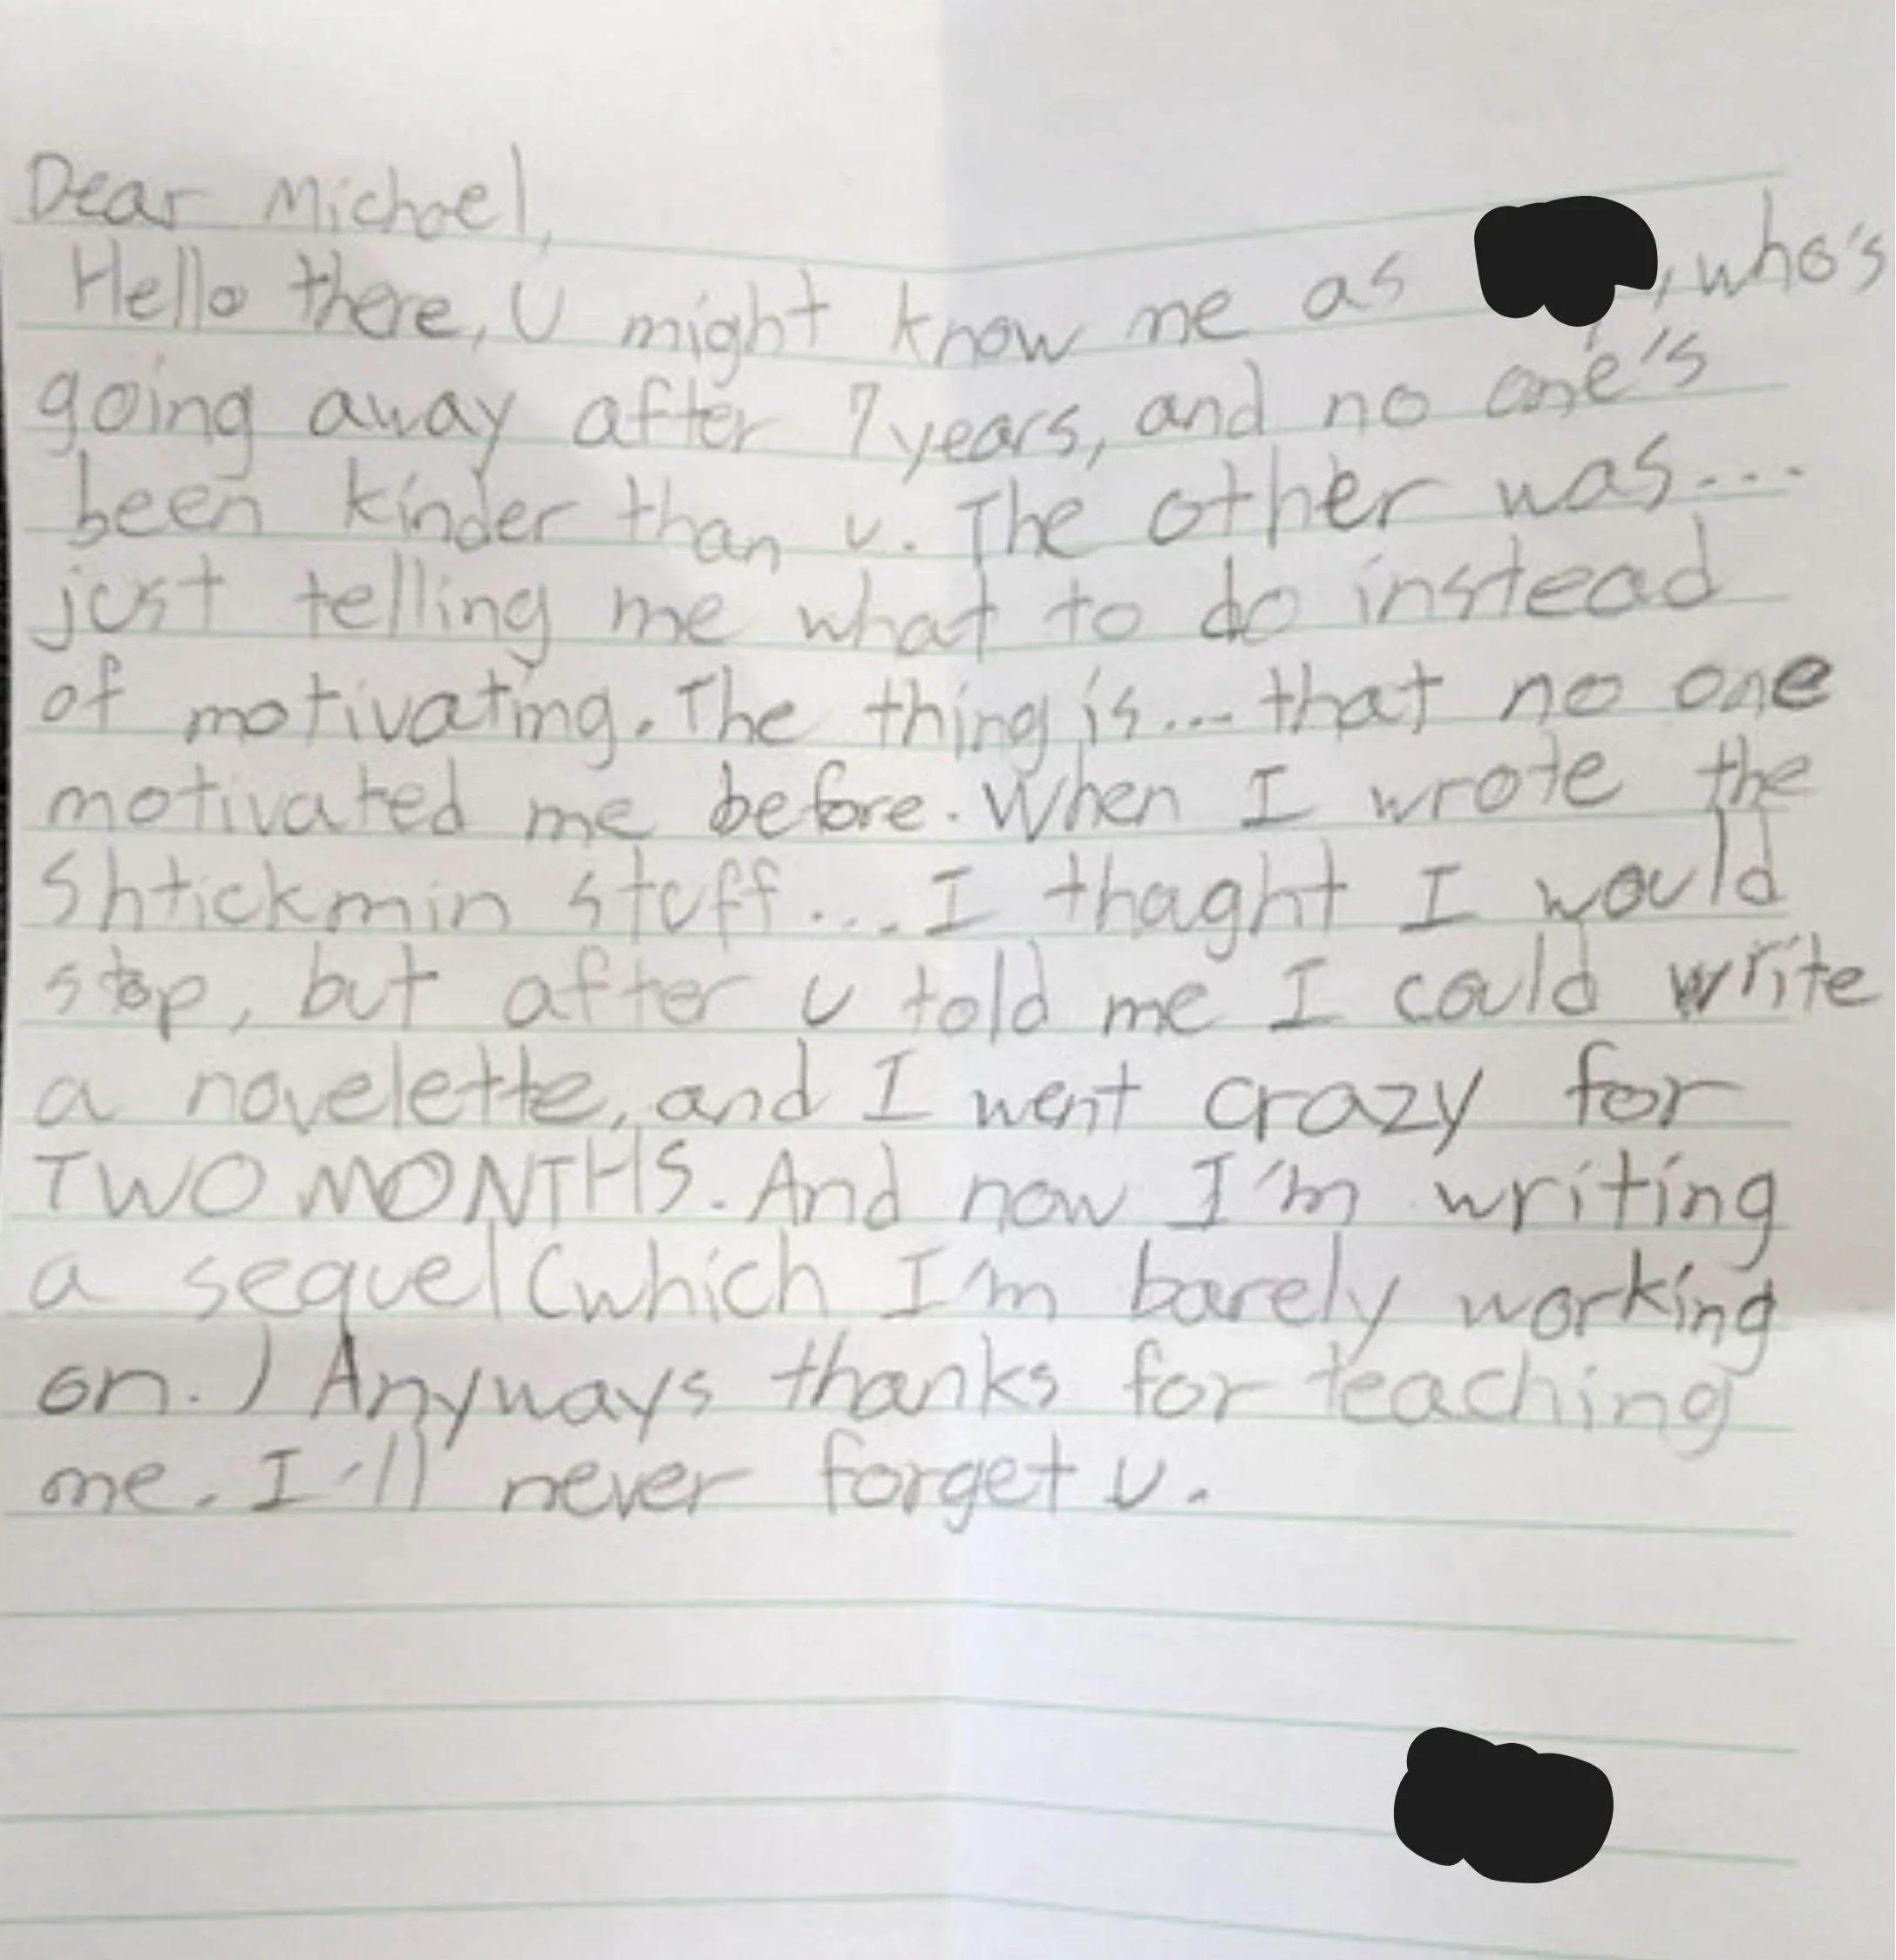 Dear Michael,
Hello there, U might know me as , who's
going away after 7 years, and no one's
been kinder than u. The other was....
just telling me what to do instead
of motivating. The thing is... that no one
motivated me before. When I wrote the
Shtickmin stuff.... I thaght I would
stop, but after u told me I could write
a novelette, and I went crazy for
TWO MONTHS. And now I'm writing
a sequel (which I'm barely working
on.) Anyways thanks for teaching
me. I'll never forget u.